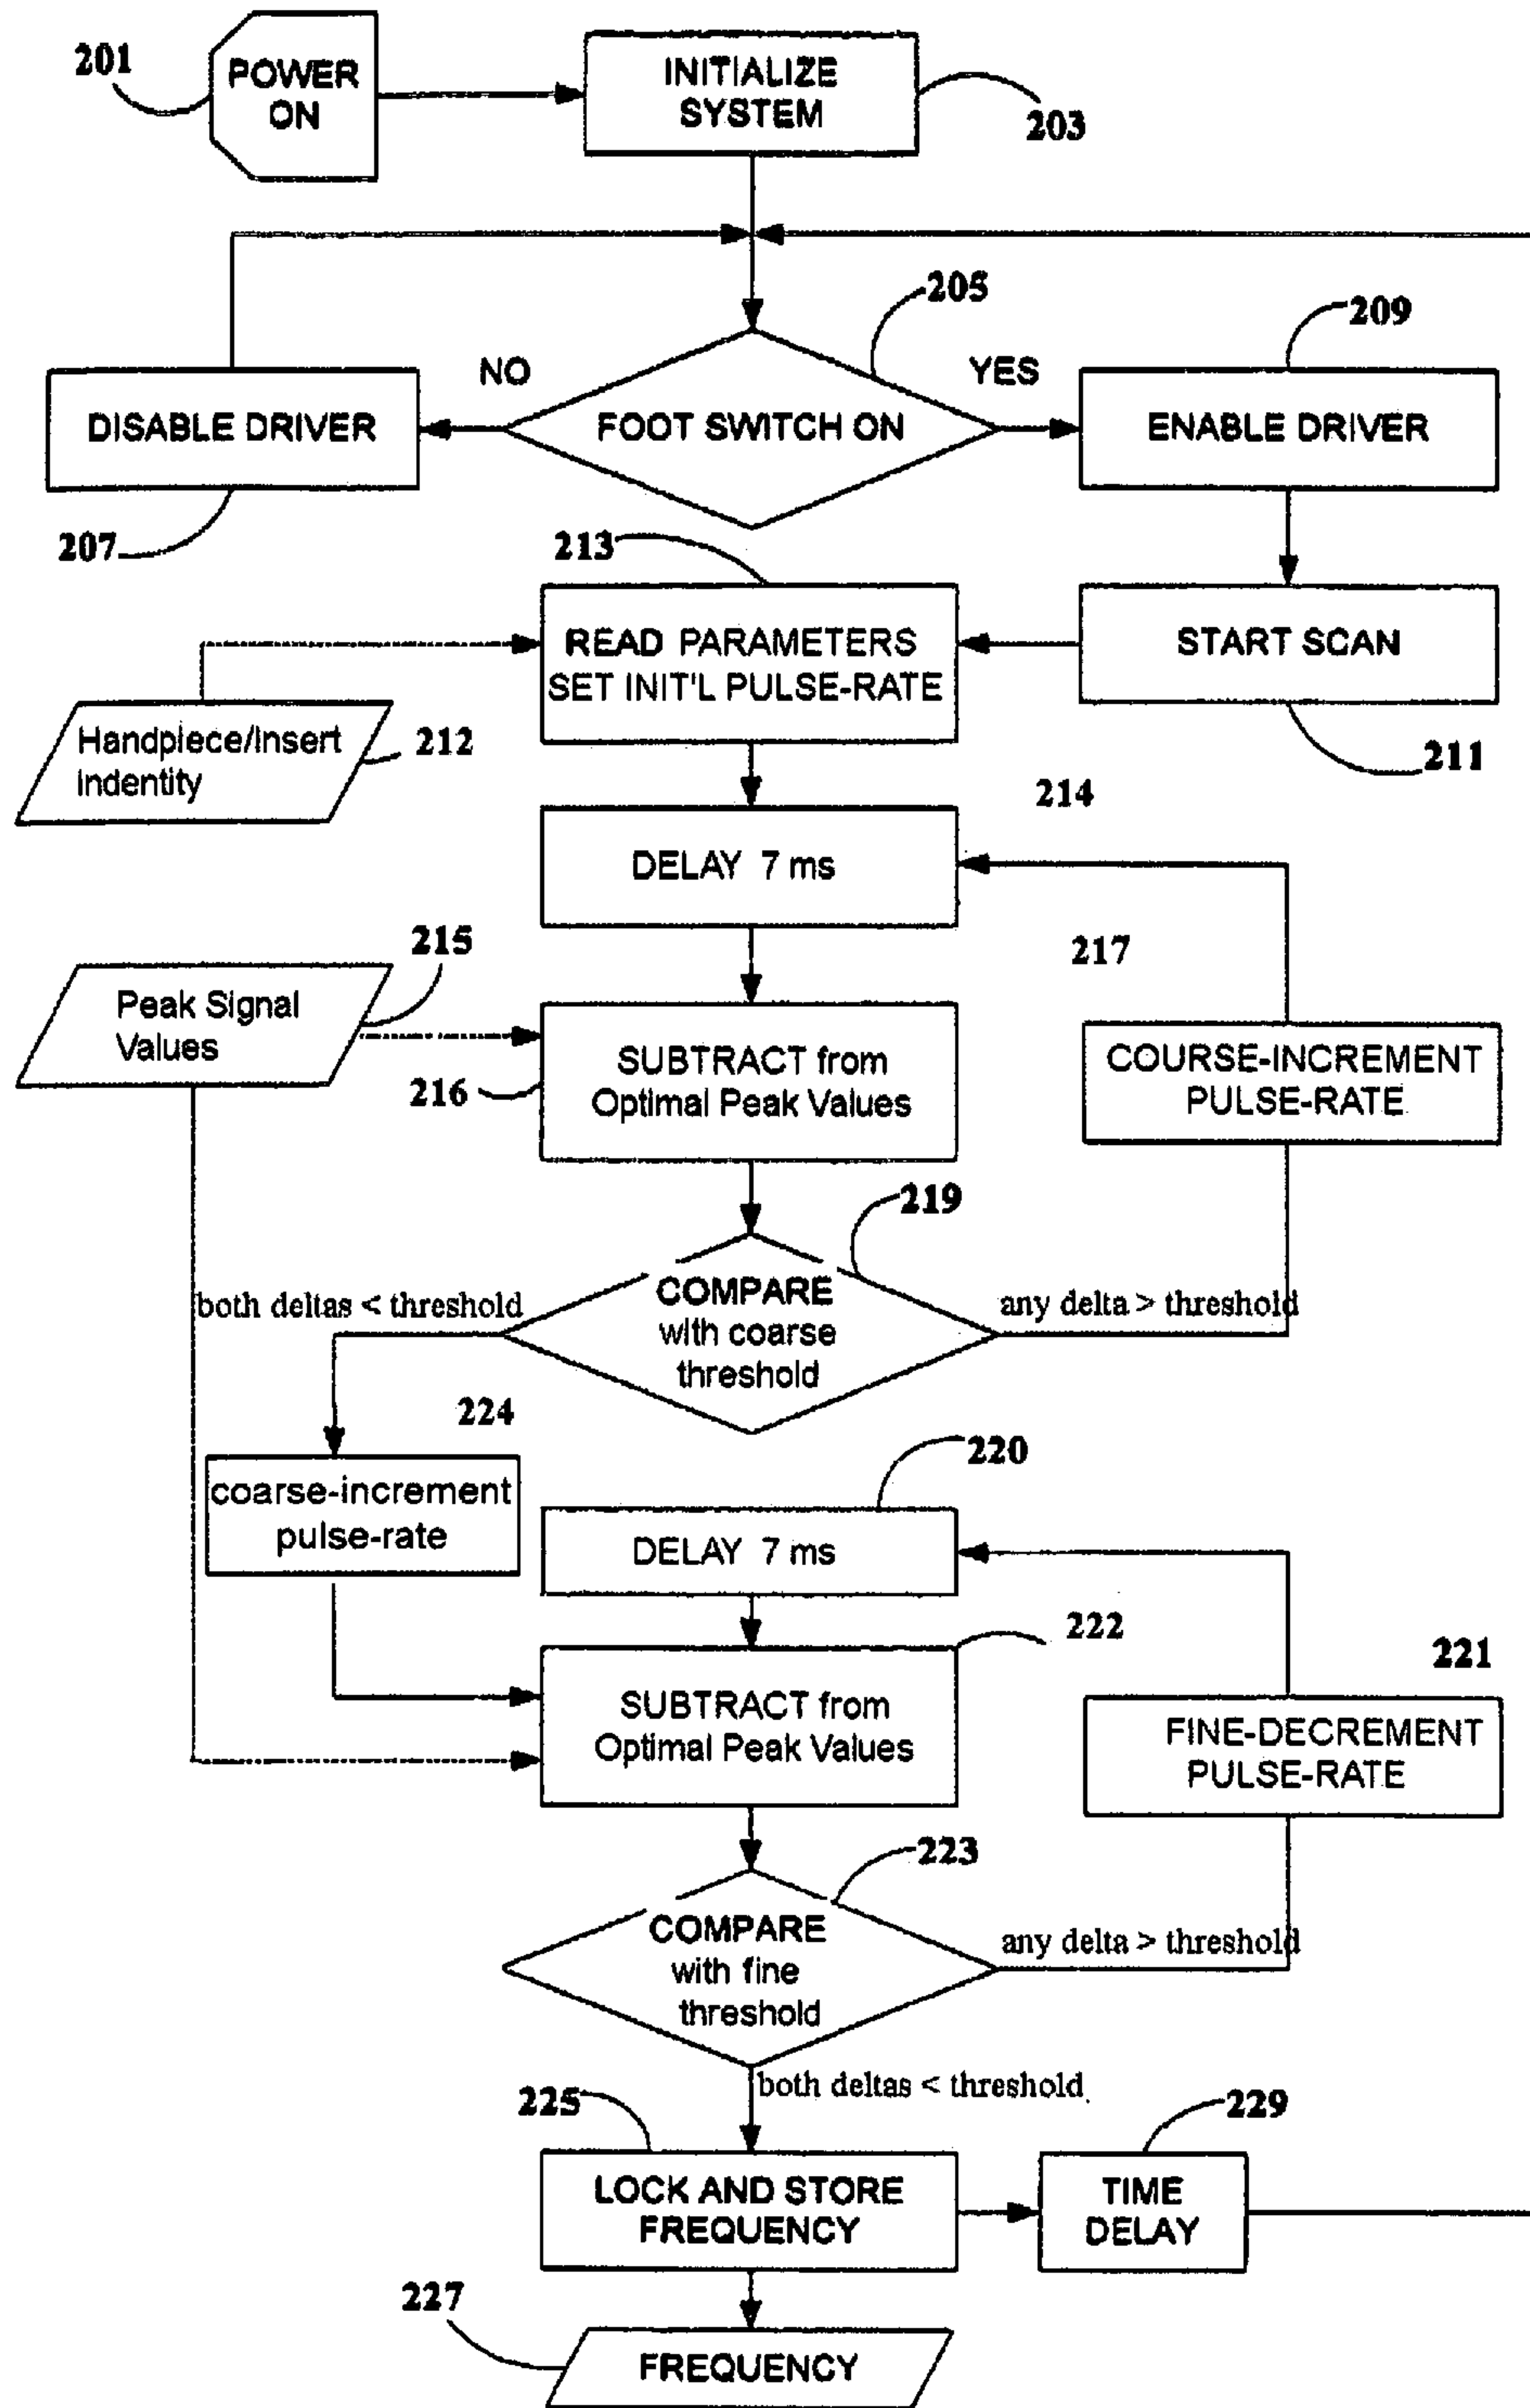 201
POWER
ON
INITIALIZE
SYSTEM
203
205
209
NO
YES
DISABLE DRIVER
FOOT SWITCH ON
ENABLE DRIVER
207
213
READ PARAMETERS
SET INIT'L PULSE-RATE
START SCAN
Handpiece/Insert
Indentity
212
211
214
DELAY 7 ms
215
217
Peak Signal
Values
216
SUBTRACT from
Optimal Peak Values
COURSE-INCREMENT
PULSE-RATE
219
both deltas < threshold
COMPARE
with coarse
threshold
any delta > threshold
224
220
coarse-increment
pulse-rate
DELAY 7 ms
222
221
SUBTRACT from
Optimal Peak Values
FINE-DECREMENT
PULSE-RATE
223
COMPARE
with fine
threshold
any delta > threshold
both deltas < threshold.
225
229
LOCK AND STORE
FREQUENCY
TIME
DELAY
227
FREQUENCY